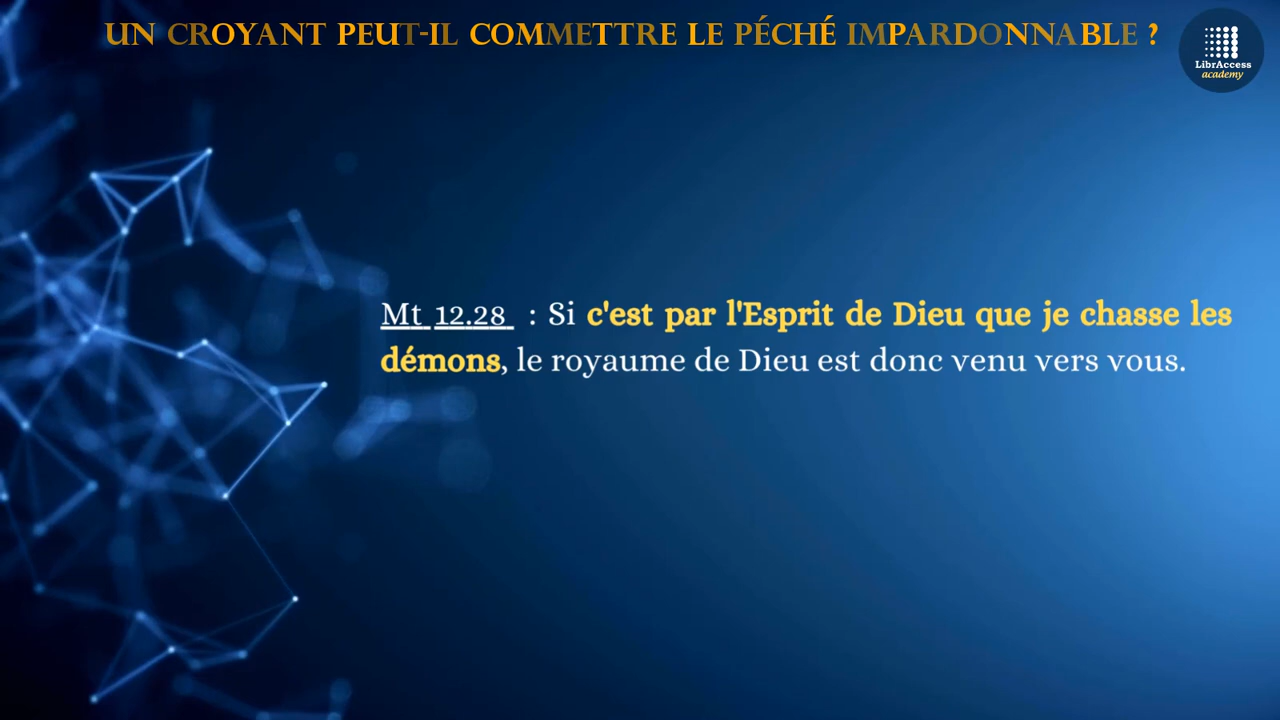 UN CROYANT PEUT-IL COMMETTRE LE PÉCHÉ IMPARDONNABLE ?
LibrAccess
academy
Mt 12.28 : Si c'est par l'Esprit de Dieu que je chasse les
démons, le royaume de Dieu est donc venu vers vous.